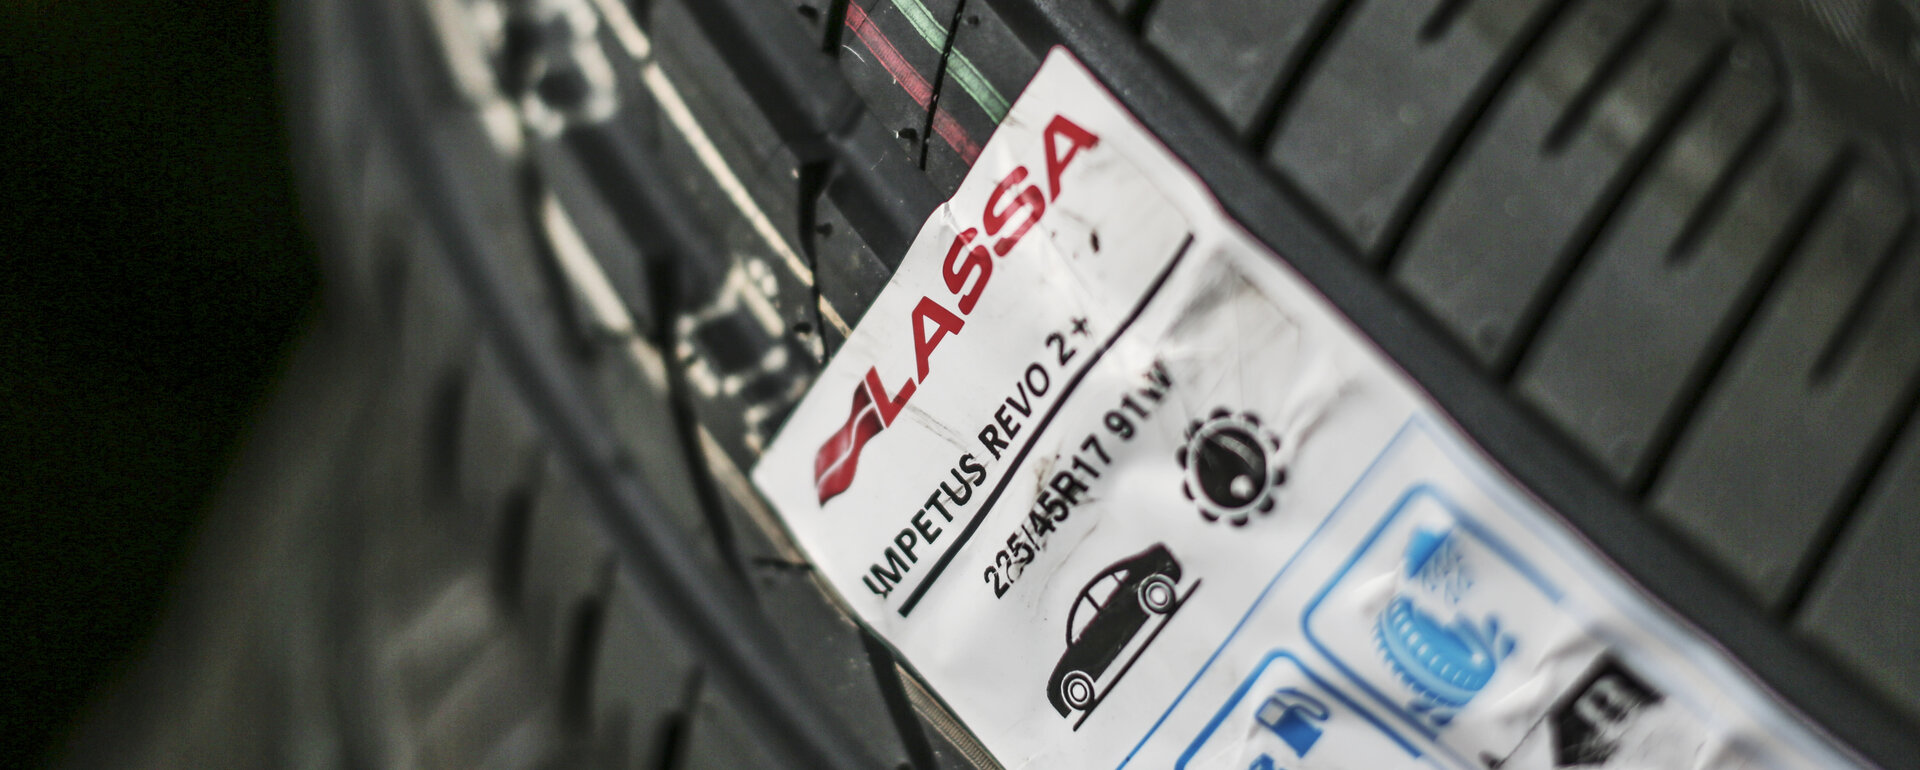 LASSA
IMPETUS REVO 2+
225/45R17 91W
B